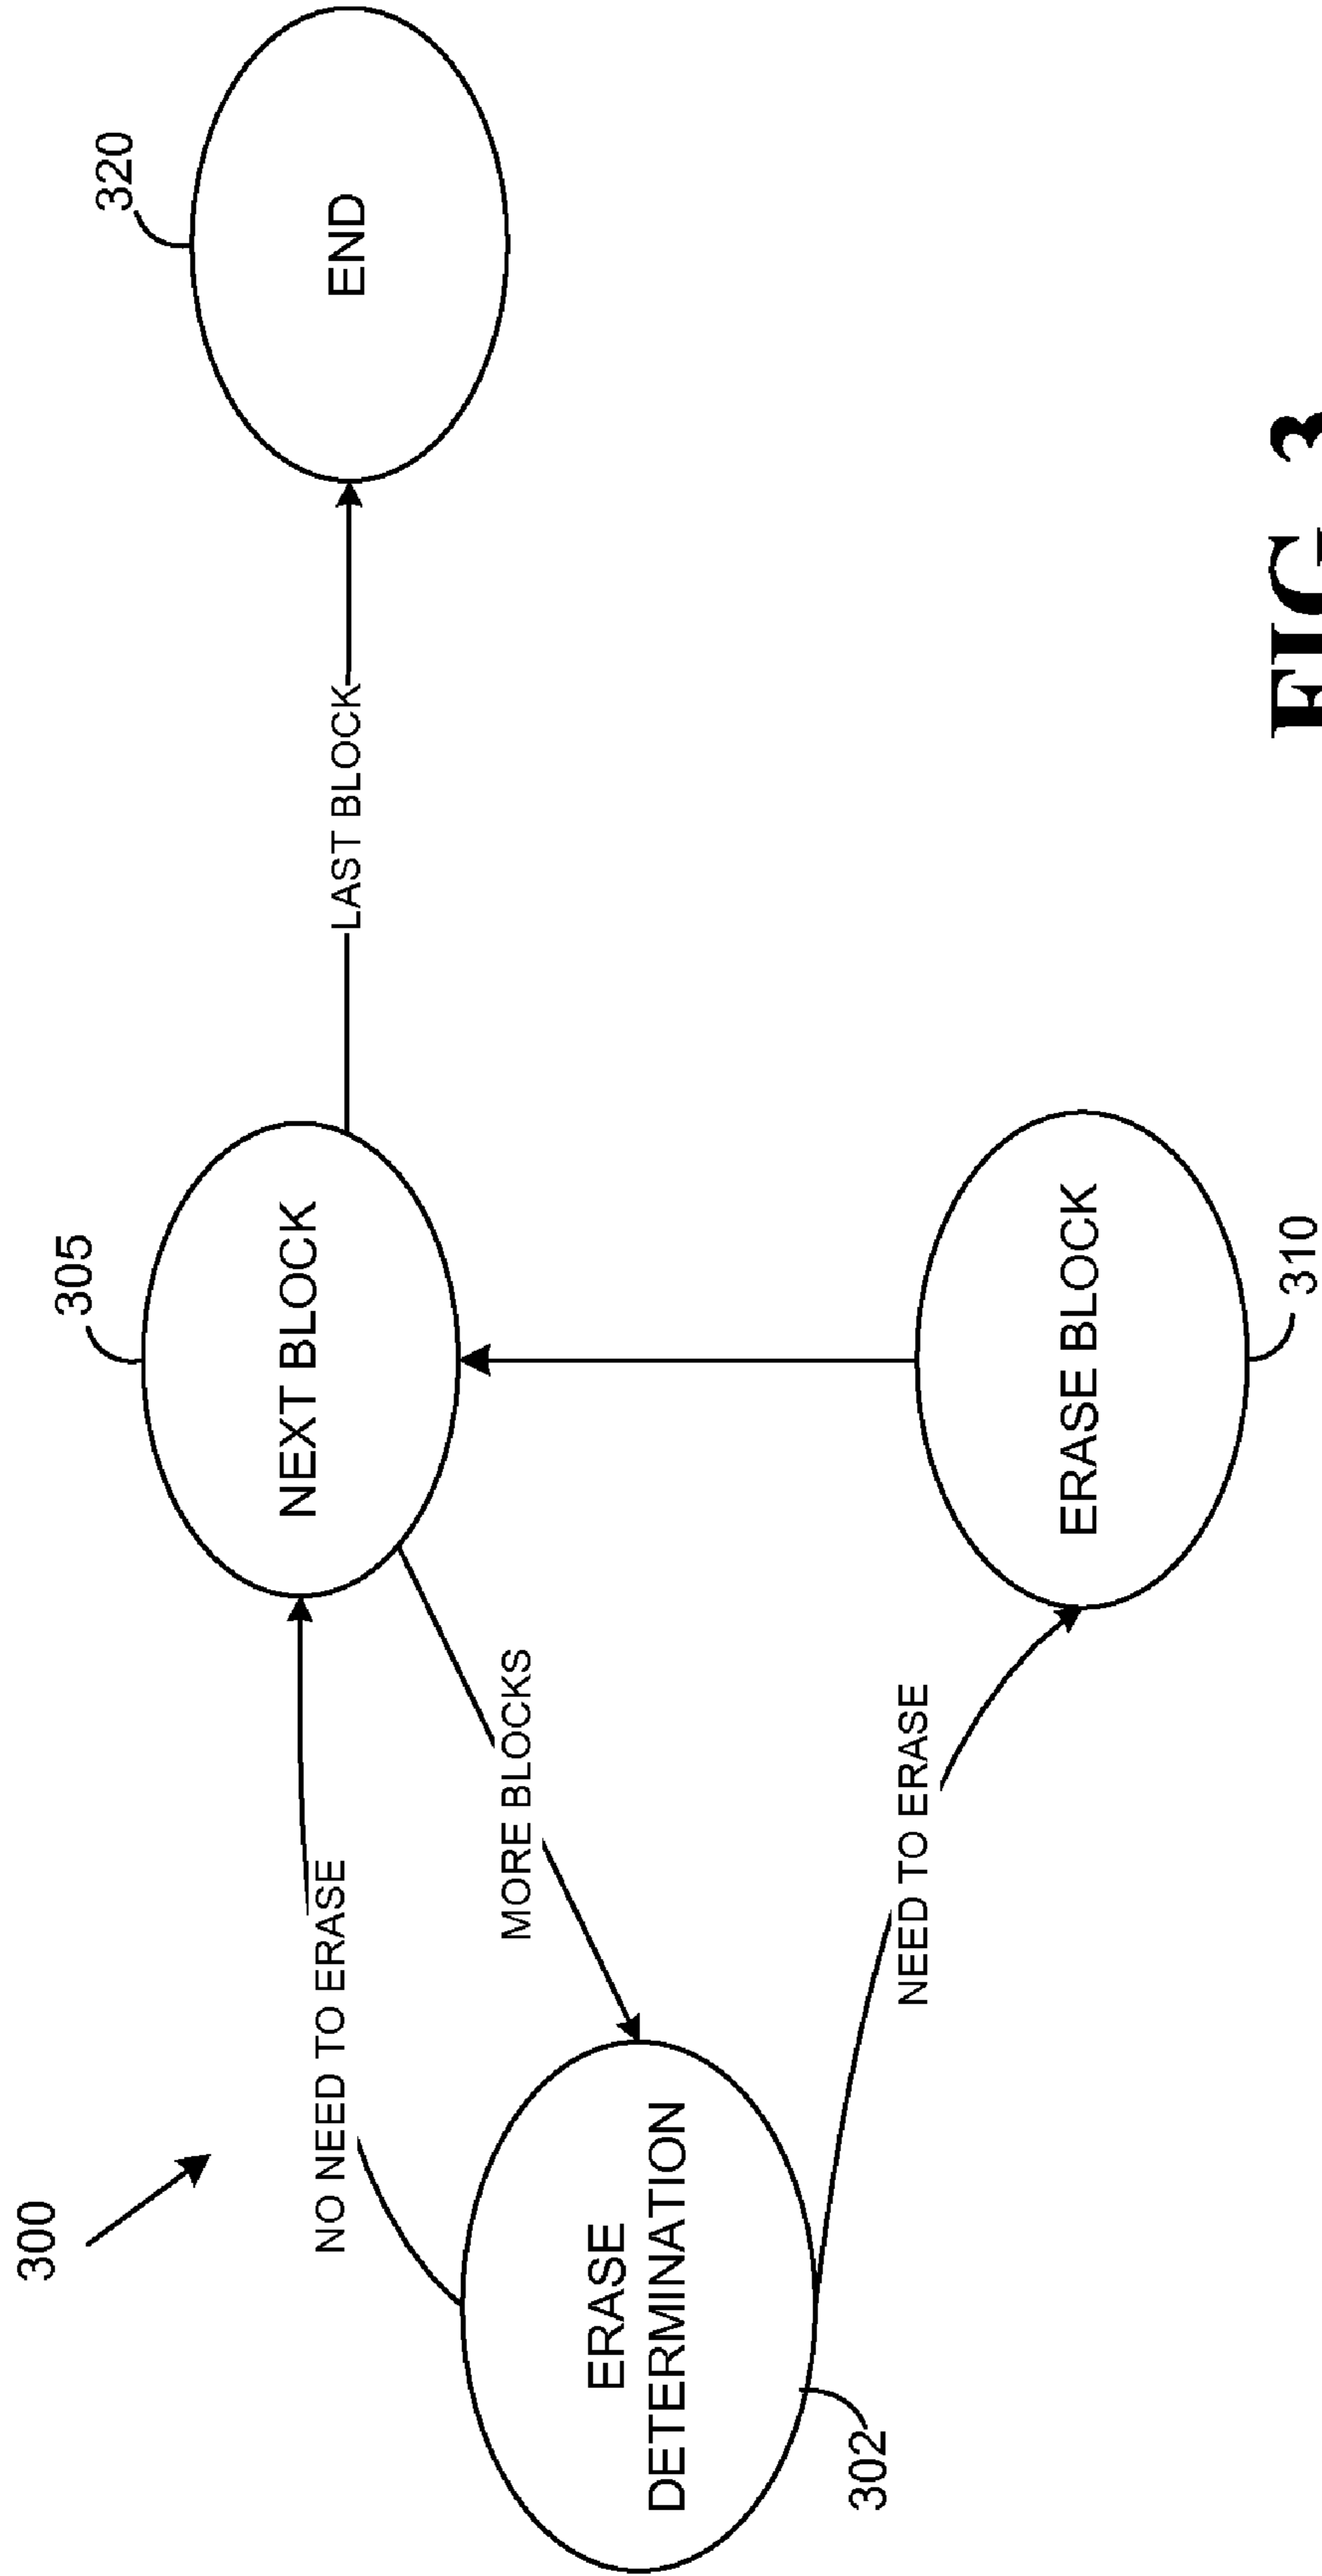 300
305
320
NO NEED TO ERASE
NEXT BLOCK
LAST BLOCK
END
MORE BLOCKS
ERASE
DETERMINATION
302
NEED TO ERASE
ERASE BLOCK
310
FIG. 3